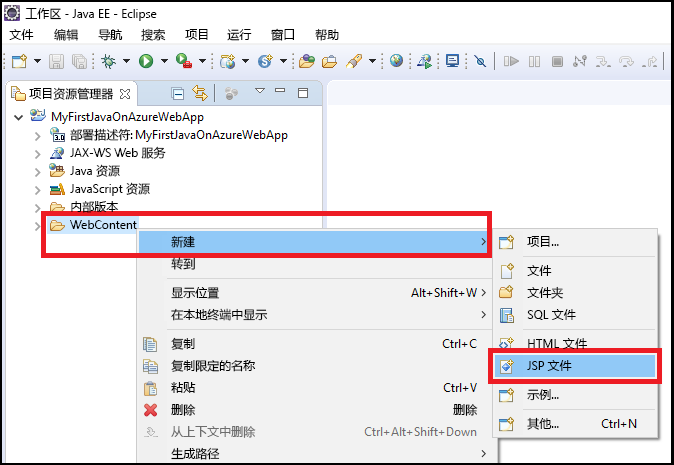 工作区 - Java EE - Eclipse
文件 编辑 导航 搜索 项目 运行 窗口 帮助
项目资源管理器
MyFirstJavaOnAzureWebApp
3.0 部署描述符: MyFirstJavaOnAzureWebApp
JAX-WS Web 服务
Java 资源
JavaScript 资源
内部版本
WebContent
新建
转到
显示位置 Alt+Shift+W
在本地终端中显示
复制 Ctrl+C
复制限定的名称
粘贴 Ctrl+V
删除 删除
从上下文中删除 Ctrl+Alt+Shift+Down
生成路径
项目...
文件
文件夹
SQL 文件
HTML 文件
JSP 文件
示例...
其他... Ctrl+N